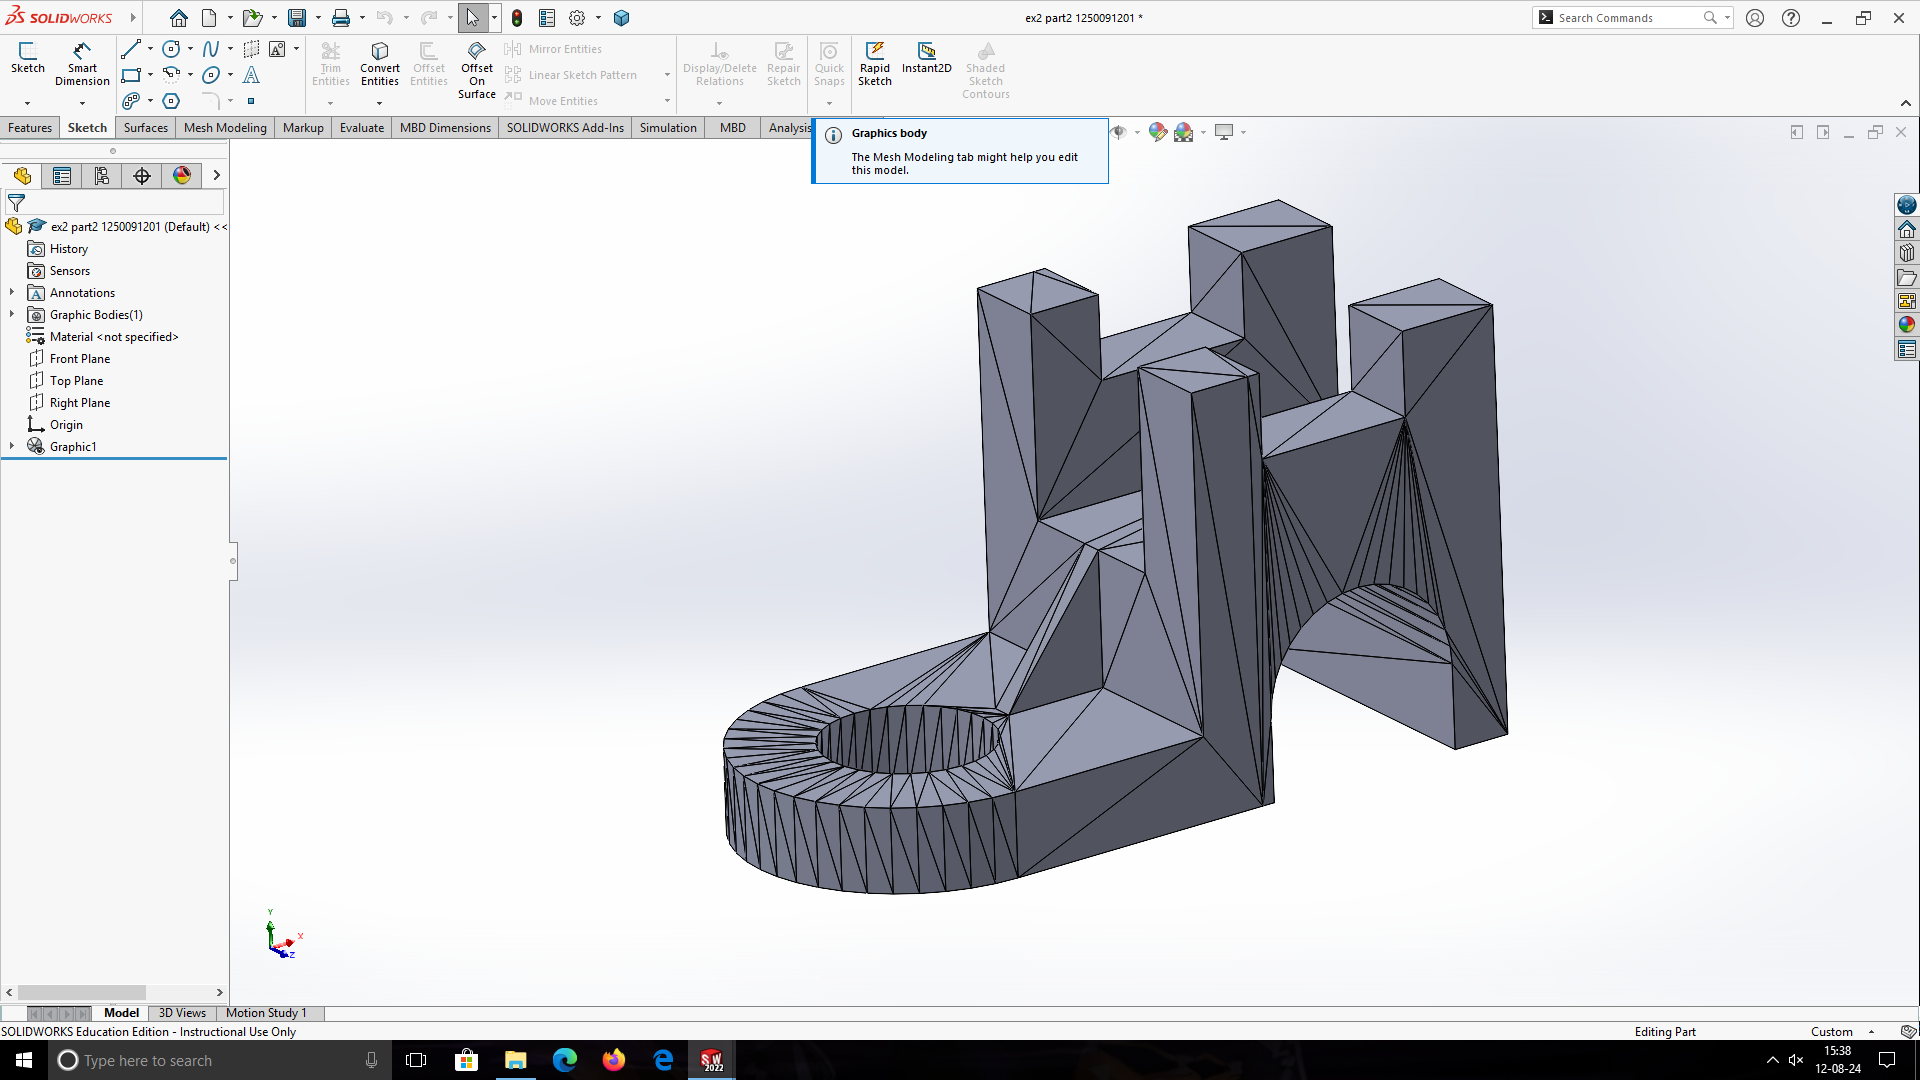 SOLIDWORKS
ex2 part2 1250091201 *
Search Commands
Sketch
Smart Dimension
Trim Entities
Convert Entities
Offset Entities
Offset On Surface
Mirror Entities
Linear Sketch Pattern
Move Entities
Display/Delete Relations
Repair Sketch
Quick Snaps
Rapid Sketch
Instant2D
Shaded Sketch Contours
Features
Sketch
Surfaces
Mesh Modeling
Markup
Evaluate
MBD Dimensions
SOLIDWORKS Add-Ins
Simulation
MBD
Analysis
Graphics body
The Mesh Modeling tab might help you edit
this model.
ex2 part2 1250091201 (Default) <<
History
Sensors
Annotations
Graphic Bodies(1)
Material <not specified>
Front Plane
Top Plane
Right Plane
Origin
Graphic1
Y
X
Z
Model
3D Views
Motion Study 1
SOLIDWORKS Education Edition - Instructional Use Only
Editing Part
Custom
Type here to search
SW
2022
15:38
12-08-24